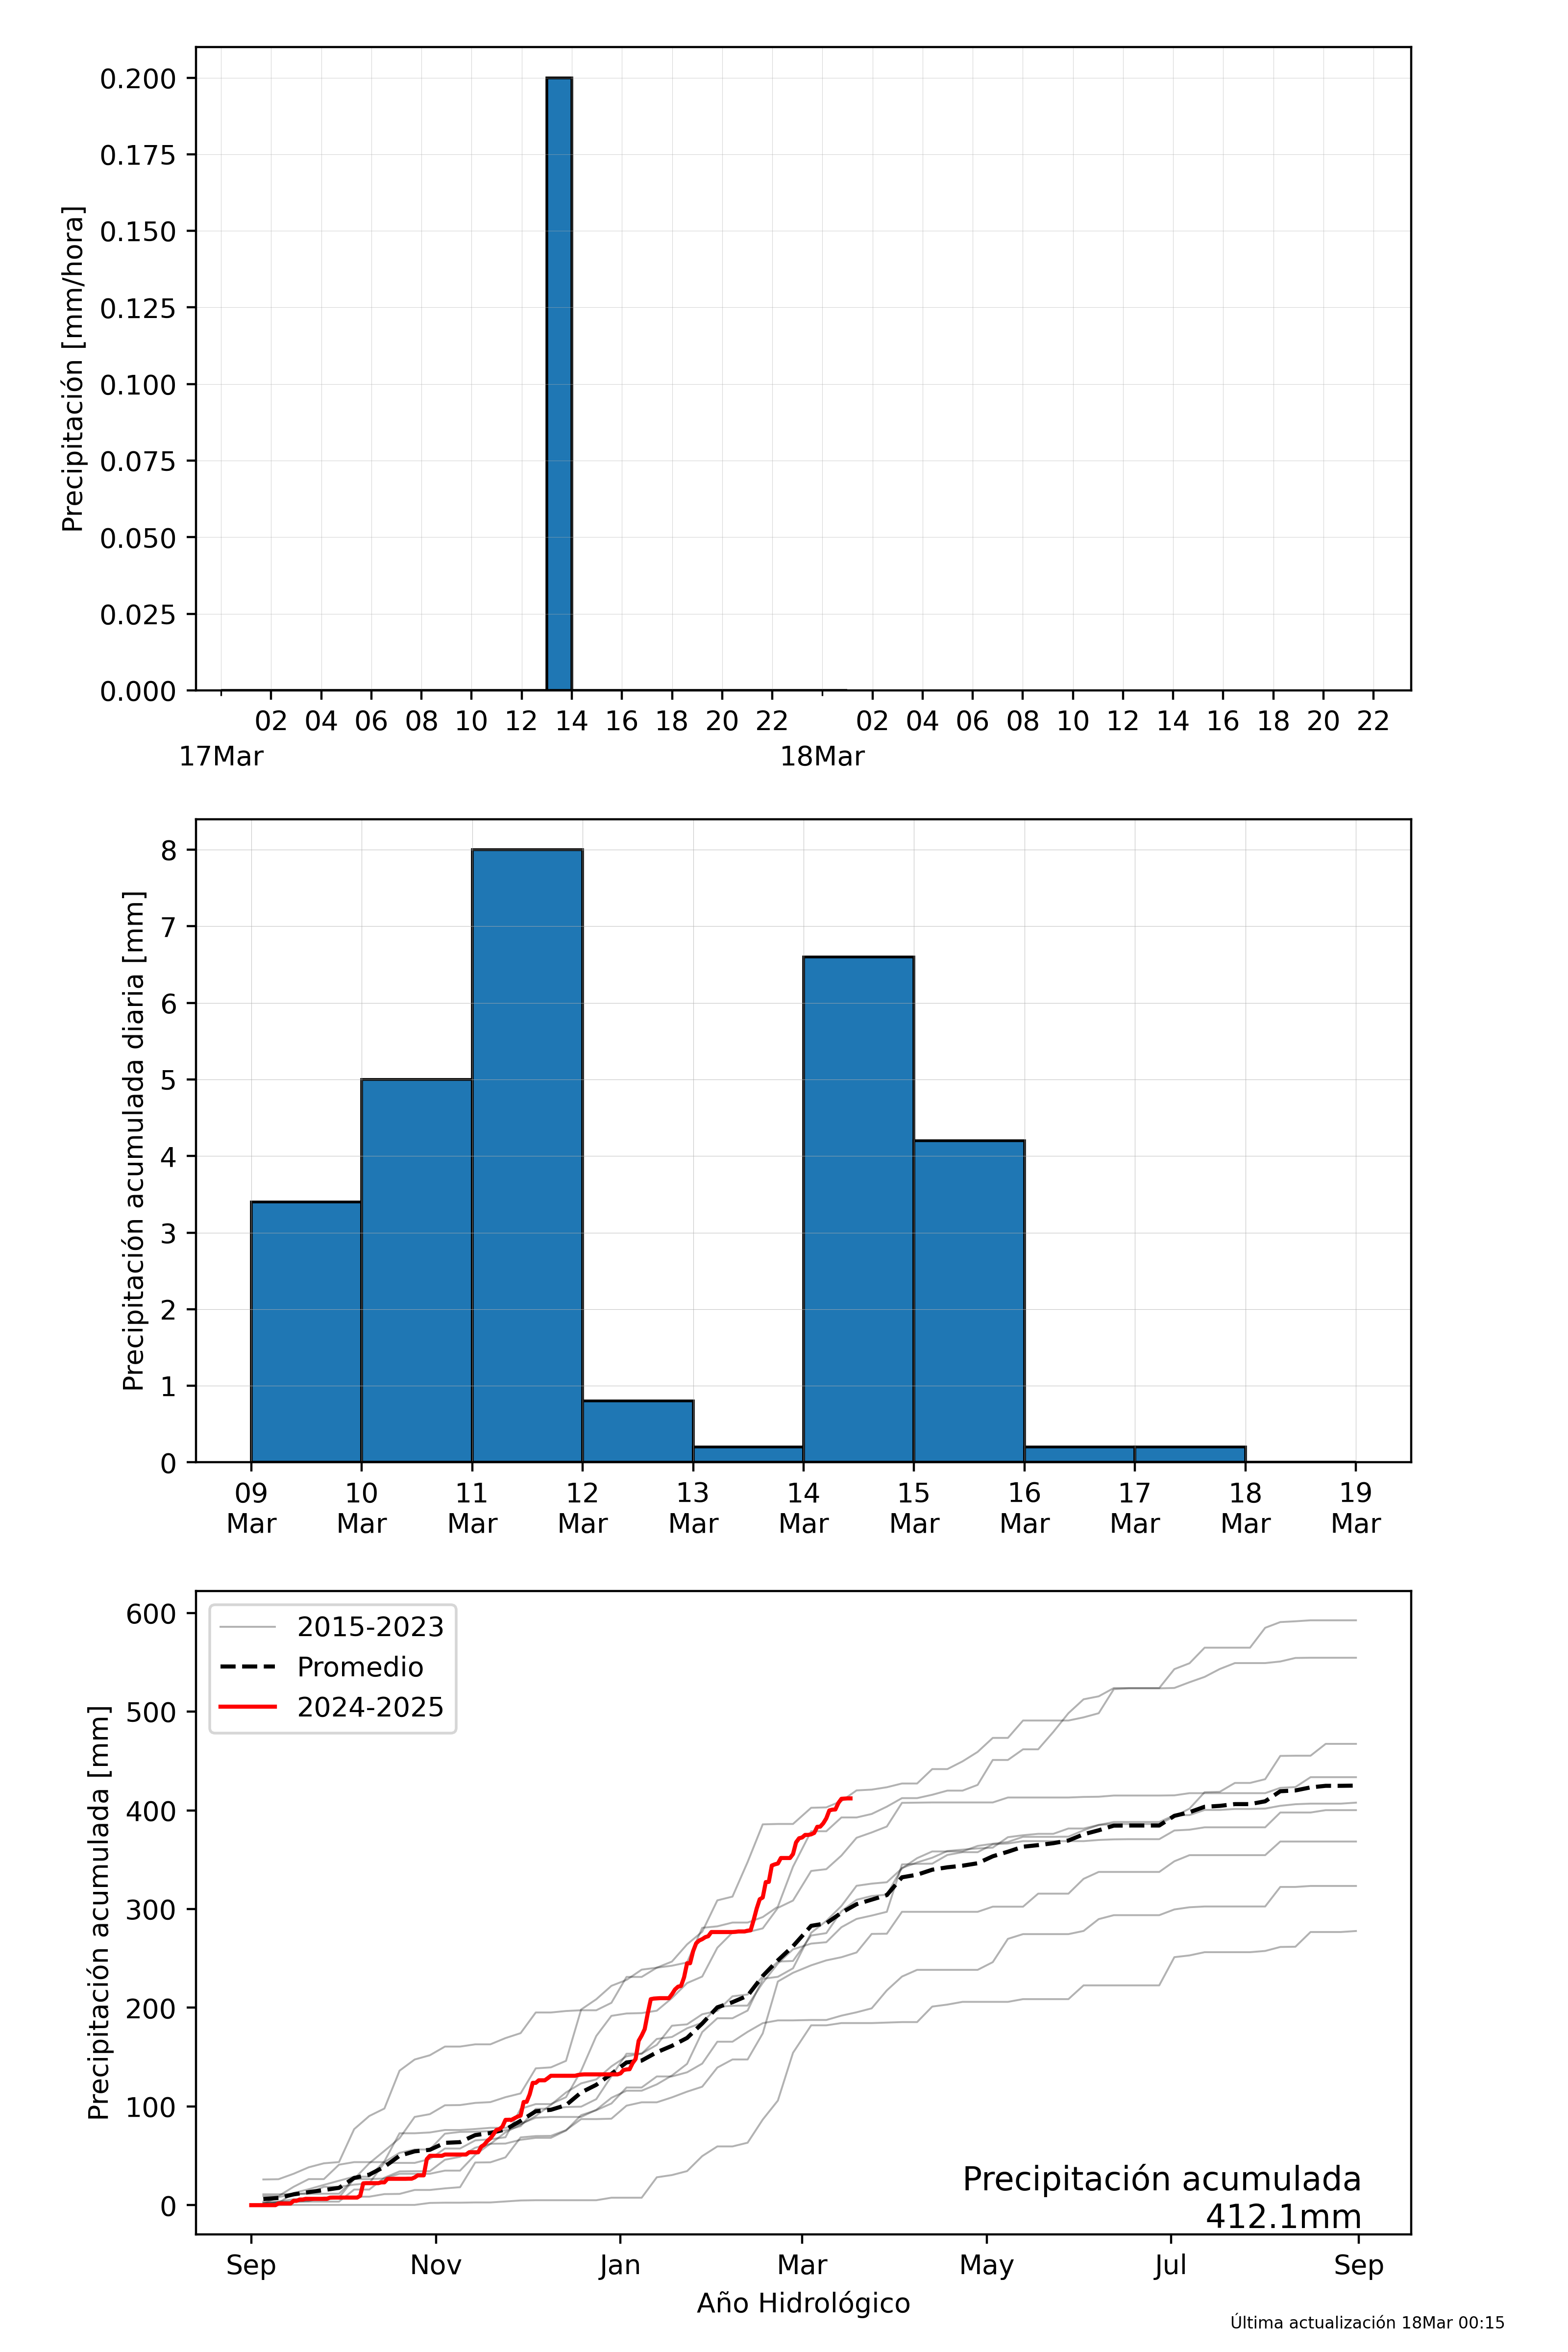 0.200
0.175
0.150
0.125
0.100
0.075
0.050
0.025
0.000
Precipitación [mm/hora]
02 04 06 08 10 12 14 16 18 20 22 02 04 06 08 10 12 14 16 18 20 22
17Mar 18Mar
8
7
6
5
4
3
2
1
0
Precipitación acumulada diaria [mm]
09 10 11 12 13 14 15 16 17 18 19
Mar Mar Mar Mar Mar Mar Mar Mar Mar Mar Mar
600
500
400
300
200
100
0
Precipitación acumulada [mm]
2015-2023
Promedio
2024-2025
Precipitación acumulada
412.1mm
Sep Nov Jan Mar May Jul Sep
Año Hidrológico
Última actualización 18Mar 00:15